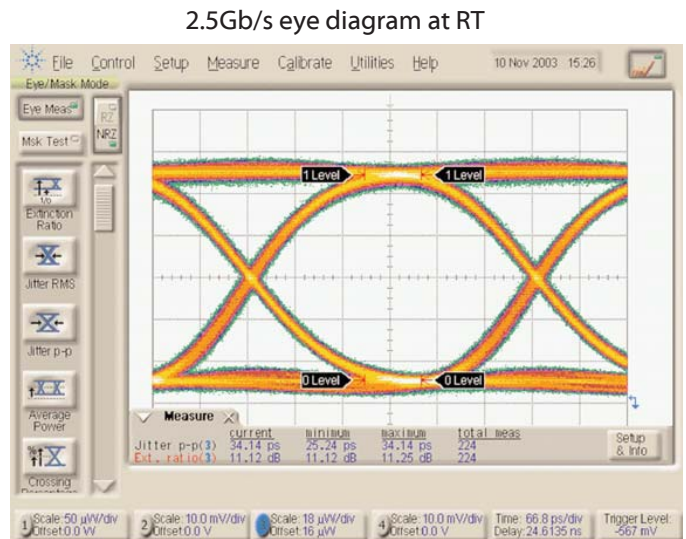 2.5Gb/s eye diagram at RT
File Control Setup Measure Calibrate Utilities Help 10 Nov 2003 15:26
Eye/Mask Mode
Eye Meas
RZ
NRZ
Msk Test
1 Level 1 Level
Extinction
Ratio
Jitter RMS
Jitter p-p
0 Level 0 Level
Average
Power
Measure
current minimum maximum total meas
Jitter p-p(3) 34.14 ps 25.24 ps 34.14 ps 224
Ext. ratio(3) 11.12 dB 11.12 dB 11.25 dB 224
Setup
& Info
Crossing
1 Scale:50 µW/div 2 Scale:10.0 mV/div 3 Scale:18 µW/div 4 Scale:10.0 mV/div Time:66.8 ps/div Trigger Level:
Offset:0.0 W Offset:0.0 V Offset:16 µW Offset:0.0 V Delay:24.6135 ns -567 mV